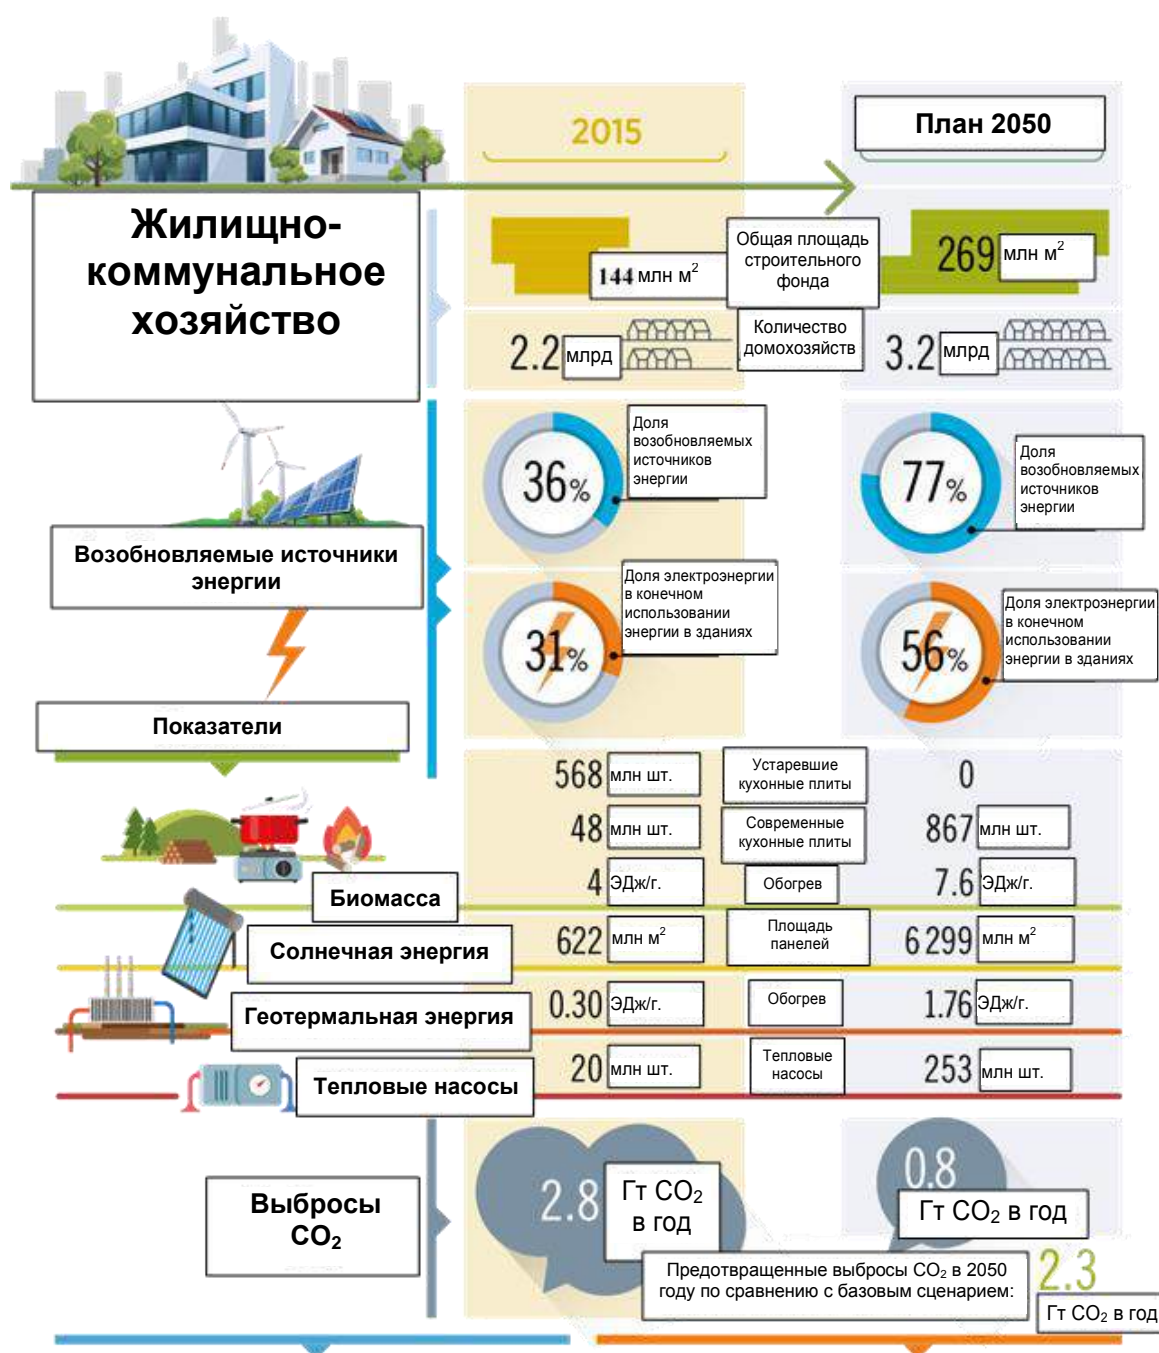 2015
План 2050
Жилищно-
коммунальное
хозяйство
144 млн м²
Общая площадь
строительного
фонда
269 млн м²
2.2 млрд
Количество
домохозяйств
3.2 млрд
36%
Доля
возобновляемых
источников
энергии
77%
Доля
возобновляемых
источников
энергии
Возобновляемые источники
энергии
31%
Доля электроэнергии
в конечном
использовании
энергии в зданиях
56%
Доля электроэнергии
в конечном
использовании
энергии в зданиях
Показатели
568 млн шт.
Устаревшие
кухонные плиты
0
48 млн шт.
Современные
кухонные плиты
867 млн шт.
Биомасса
4 ЭДж/г.
Обогрев
7.6 ЭДж/г.
Солнечная энергия
622 млн м²
Площадь
панелей
6 299 млн м²
Геотермальная энергия
0.30 ЭДж/г.
Обогрев
1.76 ЭДж/г.
Тепловые насосы
20 млн шт.
Тепловые
насосы
253 млн шт.
Выбросы
CO₂
2.8 Гт CO₂
в год
0.8
Гт CO₂ в год
Предотвращенные выбросы CO₂ в 2050
году по сравнению с базовым сценарием:
2.3
Гт CO₂ в год